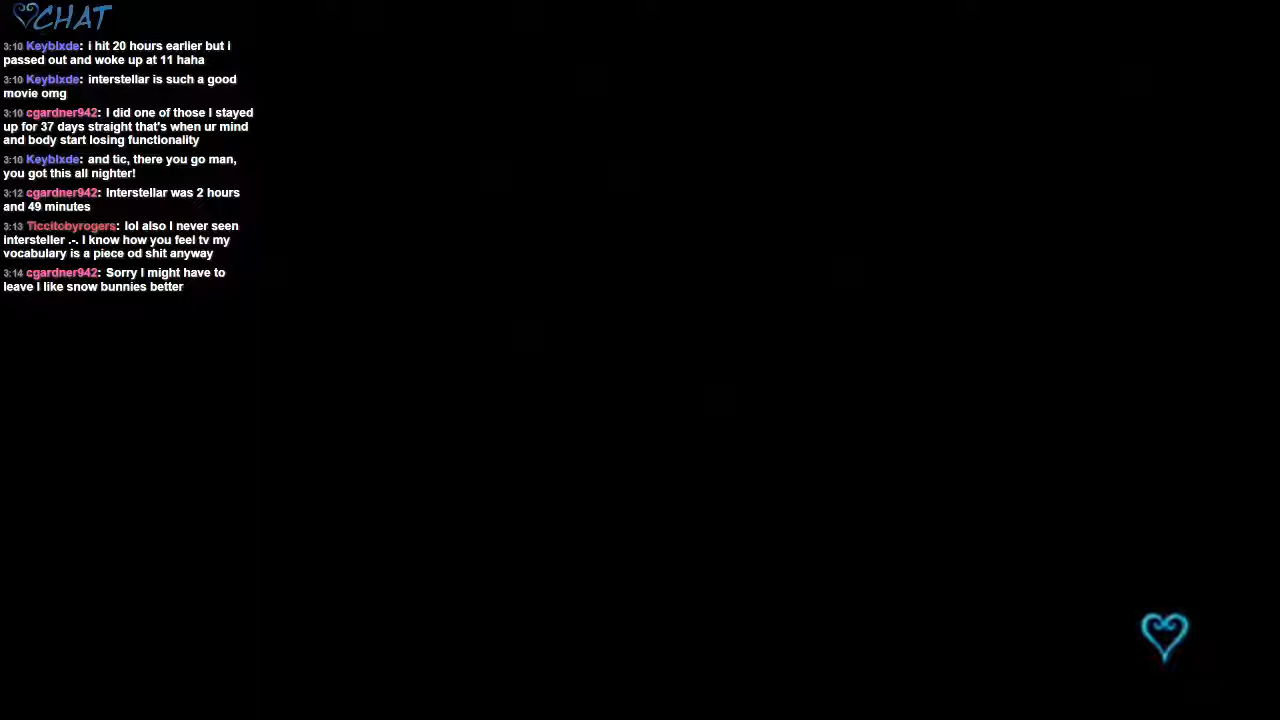 CHAT
3:10 Keyblxde: i hit 20 hours earlier but i
passed out and woke up at 11 haha
3:10 Keyblxde: interstellar is such a good
movie omg
3:10 cgardner942: I did one of those I stayed
up for 37 days straight that's when ur mind
and body start losing functionality
3:10 Keyblxde: and tic, there you go man,
you got this all nighter!
3:12 cgardner942: Interstellar was 2 hours
and 49 minutes
3:13 Ticcitobyrogers: lol also I never seen
intersteller .-. I know how you feel tv my
vocabulary is a piece od shit anyway
3:14 cgardner942: Sorry I might have to
leave I like snow bunnies better